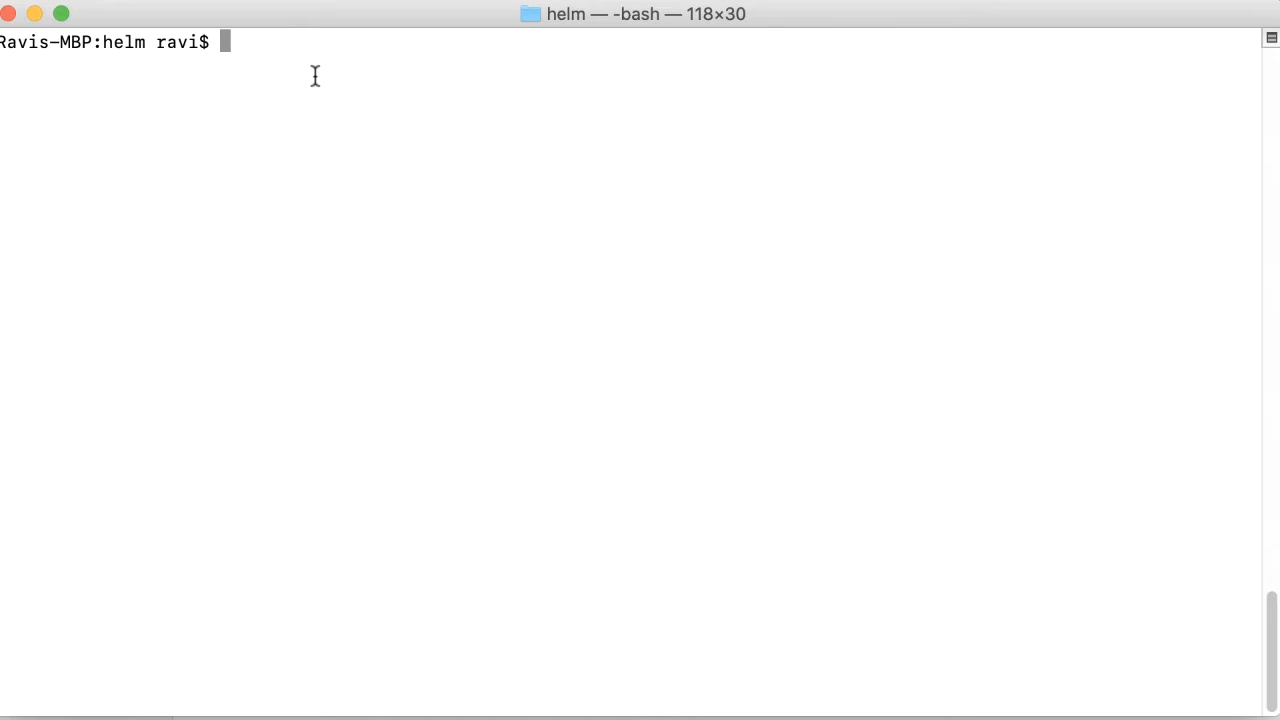 helm — -bash — 118×30
Ravis-MBP:helm ravi$